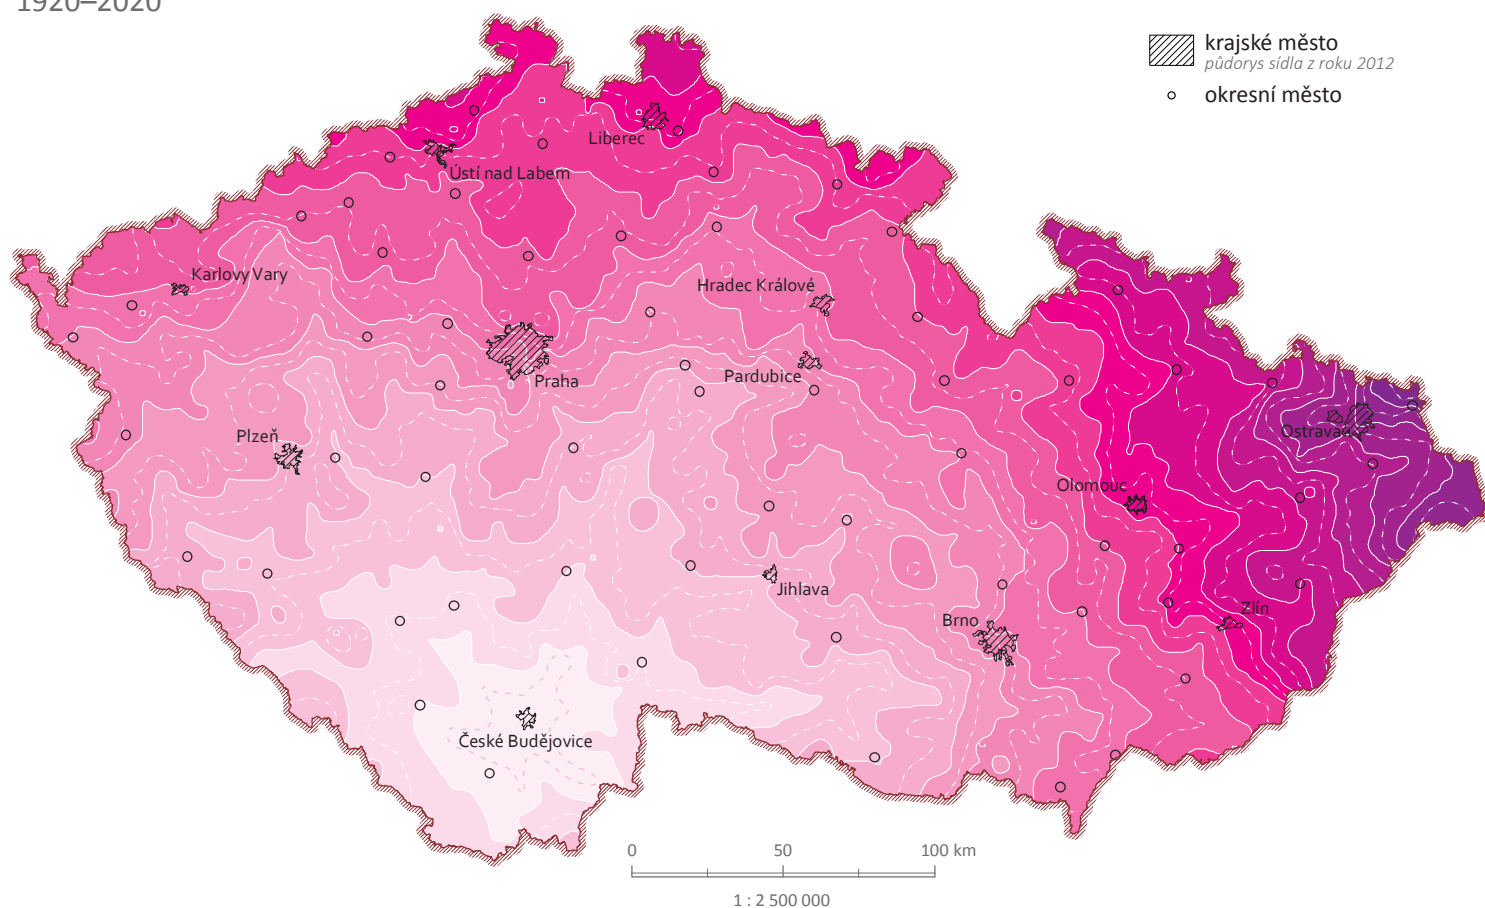 1920–2020
krajské město
půdorys sídla z roku 2012
okresní město
Liberec
Ústí nad Labem
Karlovy Vary
Hradec Králové
Praha
Pardubice
Plzeň
Ostrava
Olomouc
Jihlava
Zlín
Brno
České Budějovice
0 50 100 km
1 : 2 500 000